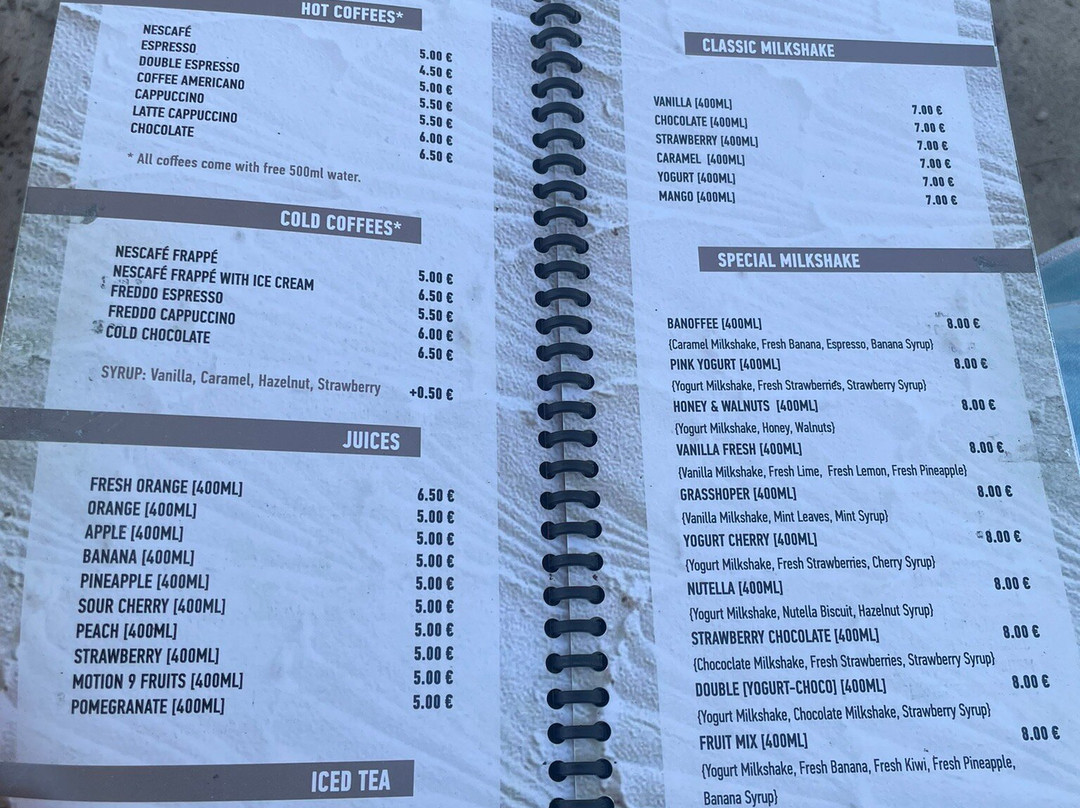 HOT COFFEES*
NESCAFÉ 5.00 €
ESPRESSO 4.50 €
DOUBLE ESPRESSO 5.00 €
COFFEE AMERICANO 5.50 €
CAPPUCCINO 5.50 €
LATTE CAPPUCCINO 6.00 €
CHOCOLATE 6.50 €
* All coffees come with free 500ml water.
COLD COFFEES*
NESCAFÉ FRAPPÉ 5.00 €
NESCAFÉ FRAPPÉ WITH ICE CREAM 6.50 €
FREDDO ESPRESSO 5.50 €
FREDDO CAPPUCCINO 6.00 €
COLD CHOCOLATE 6.50 €
SYRUP: Vanilla, Caramel, Hazelnut, Strawberry +0.50 €
JUICES
FRESH ORANGE [400ML] 6.50 €
ORANGE [400ML] 5.00 €
APPLE [400ML] 5.00 €
BANANA [400ML] 5.00 €
PINEAPPLE [400ML] 5.00 €
SOUR CHERRY [400ML] 5.00 €
PEACH [400ML] 5.00 €
STRAWBERRY [400ML] 5.00 €
MOTION 9 FRUITS [400ML] 5.00 €
POMEGRANATE [400ML] 5.00 €
ICED TEA
CLASSIC MILKSHAKE
VANILLA [400ML] 7.00 €
CHOCOLATE [400ML] 7.00 €
STRAWBERRY [400ML] 7.00 €
CARAMEL [400ML] 7.00 €
YOGURT [400ML] 7.00 €
MANGO [400ML] 7.00 €
SPECIAL MILKSHAKE
BANOFFEE [400ML] 8.00 €
{Caramel Milkshake, Fresh Banana, Espresso, Banana Syrup}
PINK YOGURT [400ML] 8.00 €
{Yogurt Milkshake, Fresh Strawberries, Strawberry Syrup}
HONEY & WALNUTS [400ML] 8.00 €
{Yogurt Milkshake, Honey, Walnuts}
VANILLA FRESH [400ML] 8.00 €
{Vanilla Milkshake, Fresh Lime, Fresh Lemon, Fresh Pineapple}
GRASSHOPER [400ML] 8.00 €
{Vanilla Milkshake, Mint Leaves, Mint Syrup}
YOGURT CHERRY [400ML] 8.00 €
{Yogurt Milkshake, Fresh Strawberries, Cherry Syrup}
NUTELLA [400ML] 8.00 €
{Yogurt Milkshake, Nutella Biscuit, Hazelnut Syrup}
STRAWBERRY CHOCOLATE [400ML] 8.00 €
{Chococlate Milkshake, Fresh Strawberries, Strawberry Syrup}
DOUBLE [YOGURT-CHOCO] [400ML] 8.00 €
{Yogurt Milkshake, Chocolate Milkshake, Strawberry Syrup}
FRUIT MIX [400ML] 8.00 €
{Yogurt Milkshake, Fresh Banana, Fresh Kiwi, Fresh Pineapple,
Banana Syrup}